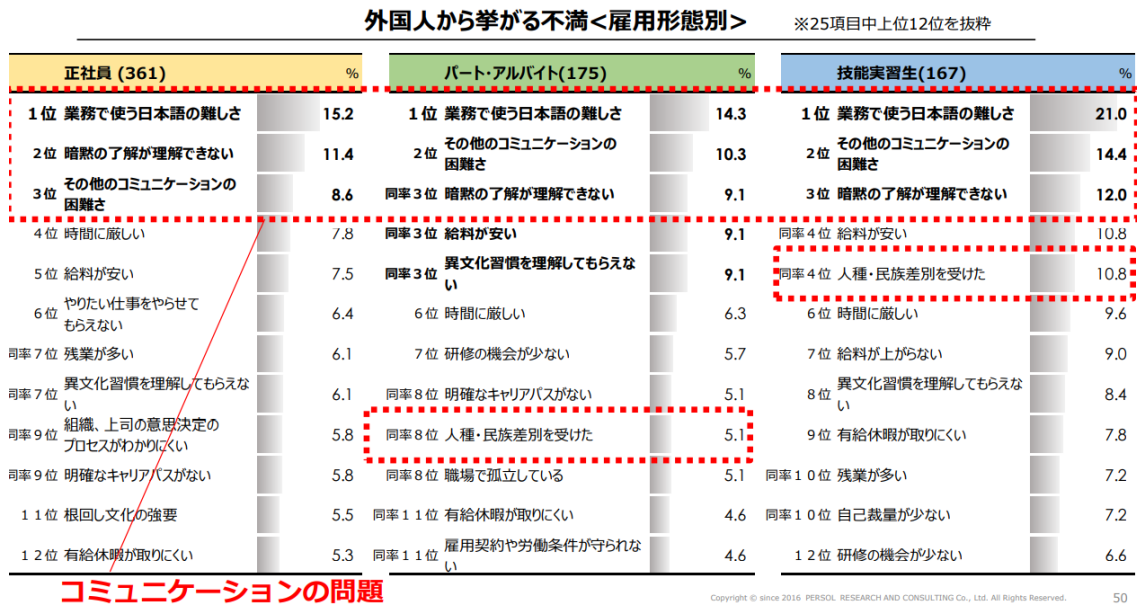 外国人から挙がる不満<雇用形態別>
※25項目中上位12位を抜粋
正社員 (361) %
1位 業務で使う日本語の難しさ 15.2
2位 暗黙の了解が理解できない 11.4
3位 その他のコミュニケーションの
困難さ 8.6
4位 時間に厳しい 7.8
5位 給料が安い 7.5
6位 やりたい仕事をやらせて
もらえない 6.4
同率7位 残業が多い 6.1
同率7位 異文化習慣を理解してもらえな
い 6.1
同率9位 組織、上司の意思決定の
プロセスがわかりにくい 5.8
同率9位 明確なキャリアパスがない 5.8
11位 根回し文化の強要 5.5
12位 有給休暇が取りにくい 5.3
パート・アルバイト(175) %
1位 業務で使う日本語の難しさ 14.3
2位 その他のコミュニケーションの
困難さ 10.3
同率3位 暗黙の了解が理解できない 9.1
同率3位 給料が安い 9.1
同率3位 異文化習慣を理解してもらえな
い 9.1
6位 時間に厳しい 6.3
7位 研修の機会が少ない 5.7
同率8位 明確なキャリアパスがない 5.1
同率8位 人種・民族差別を受けた 5.1
同率8位 職場で孤立している 5.1
同率11位 有給休暇が取りにくい 4.6
同率11位 雇用契約や労働条件が守られな
い 4.6
技能実習生(167) %
1位 業務で使う日本語の難しさ 21.0
2位 その他のコミュニケーションの
困難さ 14.4
3位 暗黙の了解が理解できない 12.0
同率4位 給料が安い 10.8
同率4位 人種・民族差別を受けた 10.8
6位 時間に厳しい 9.6
7位 給料が上がらない 9.0
8位 異文化習慣を理解してもらえな
い 8.4
9位 有給休暇が取りにくい 7.8
同率10位 残業が多い 7.2
同率10位 自己裁量が少ない 7.2
12位 研修の機会が少ない 6.6
コミュニケーションの問題
Copyright © since 2016 PERSOL RESEARCH AND CONSULTING Co., Ltd. All Rights Reserved.
50